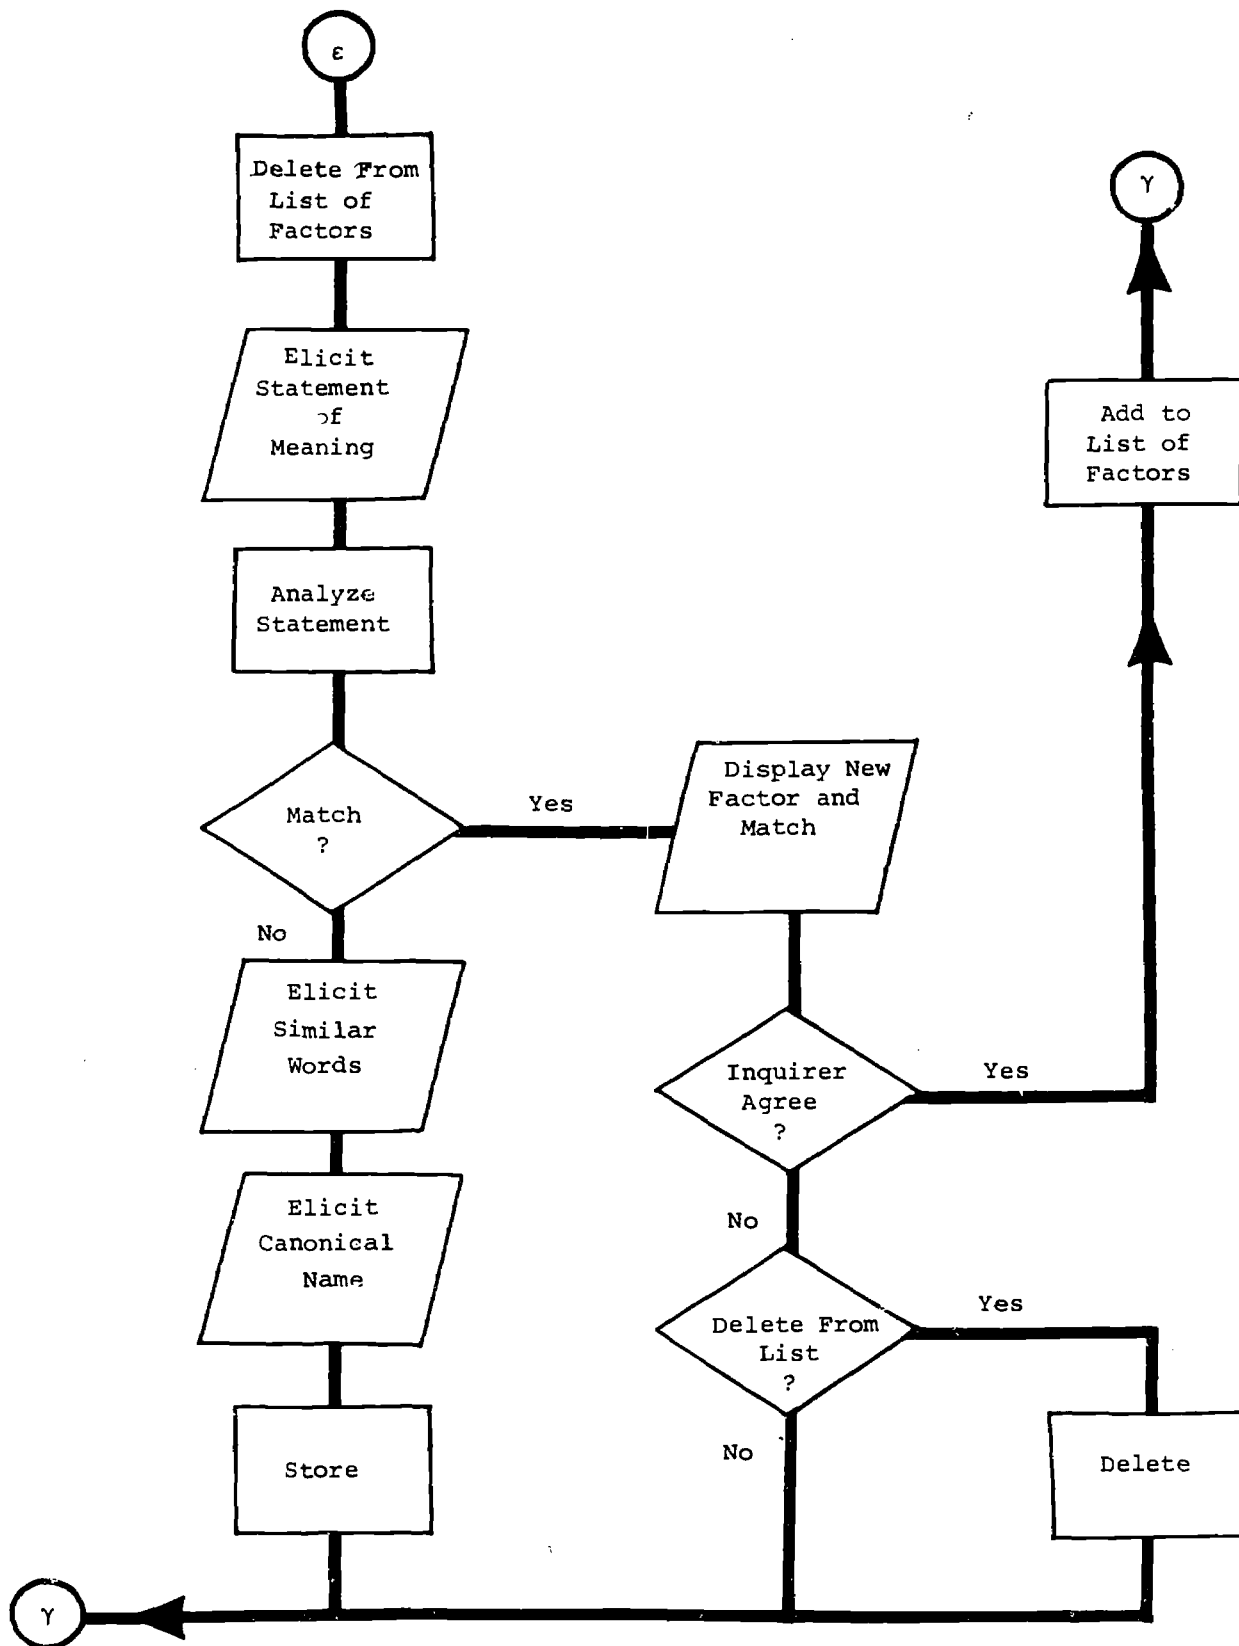 ε
Delete From
List of
Factors
Elicit
Statement
of
Meaning
Analyze
Statement
Match
?
Yes
No
Display New
Factor and
Match
Elicit
Similar
Words
Elicit
Canonical
Name
Store
γ
Inquirer
Agree
?
Yes
No
Delete From
List
?
Yes
No
Delete
Add to
List of
Factors
γ